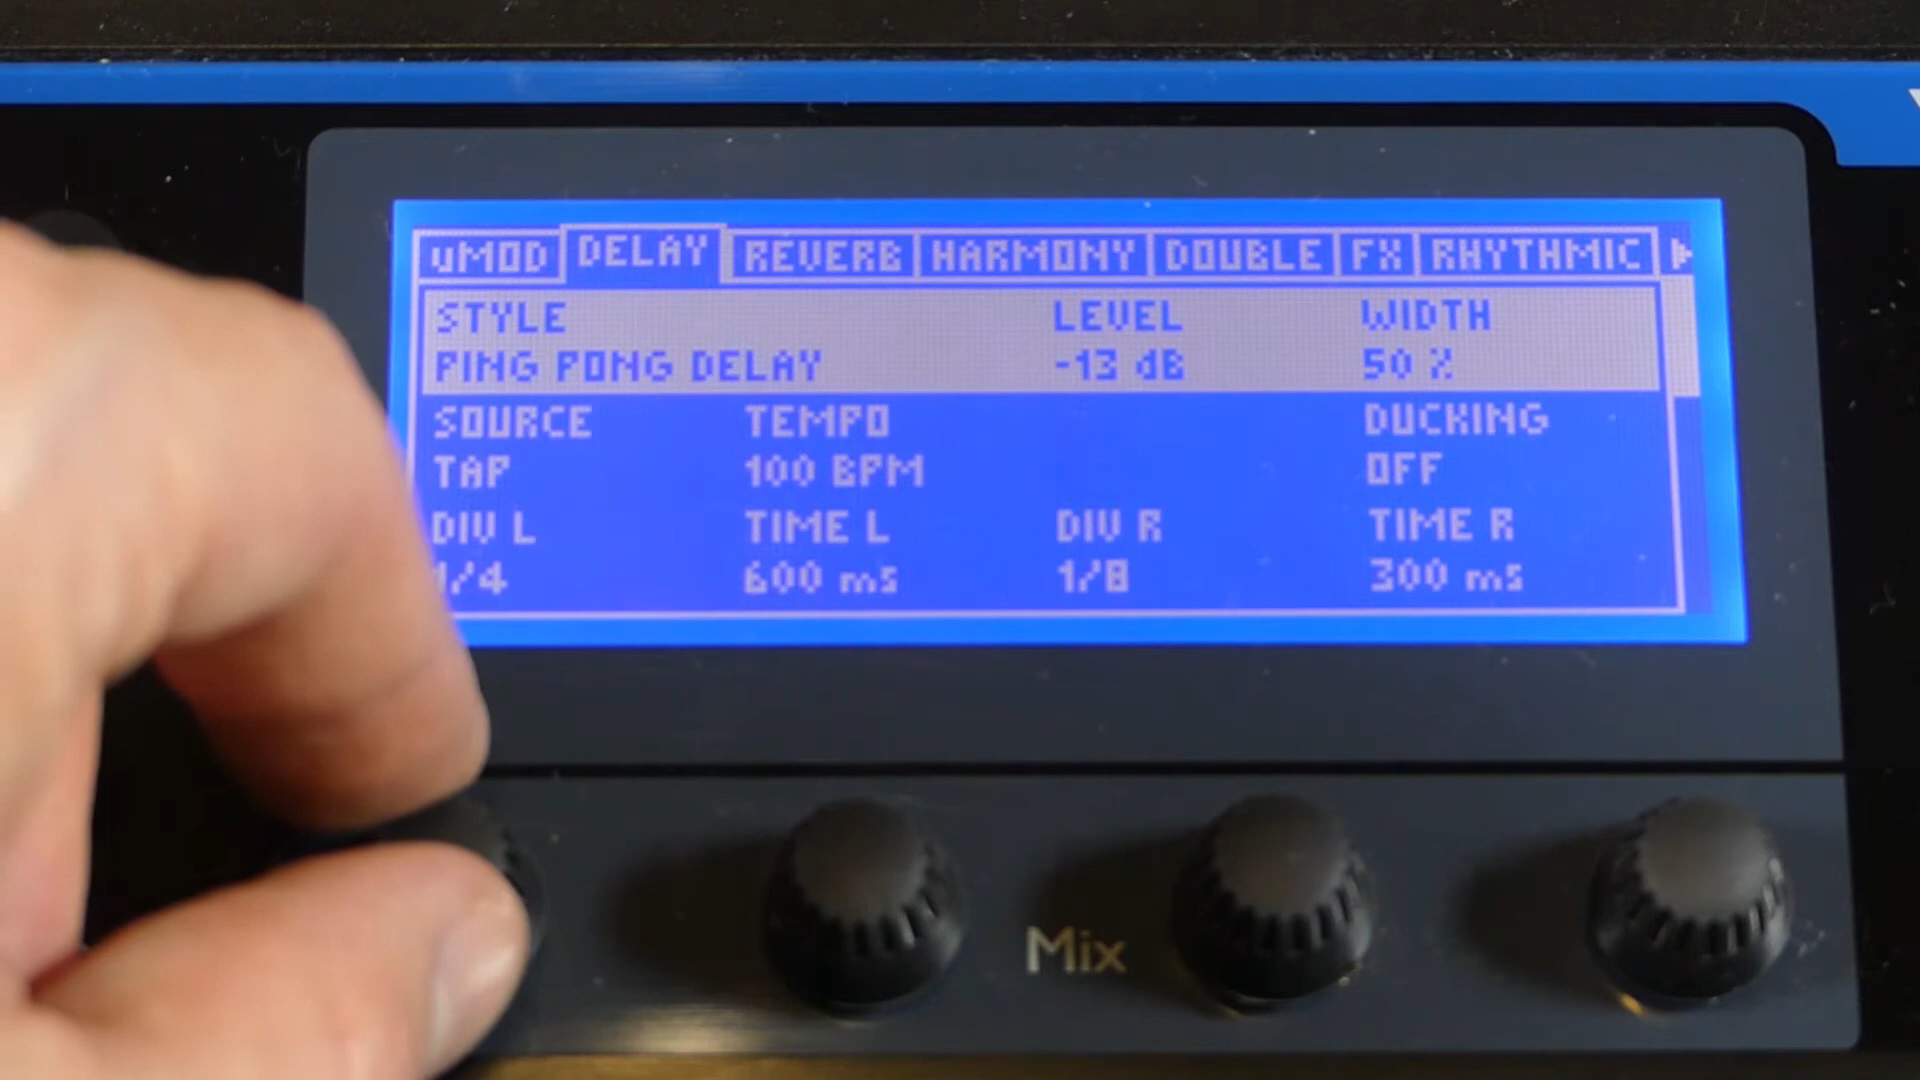 uMOD DELAY REVERB HARMONY DOUBLE FX RHYTHMIC
STYLE LEVEL WIDTH
PING PONG DELAY -13 dB 50 %
SOURCE TEMPO DUCKING
TAP 100 BPM OFF
DIV L TIME L DIV R TIME R
1/4 600 ms 1/8 300 ms
Mix